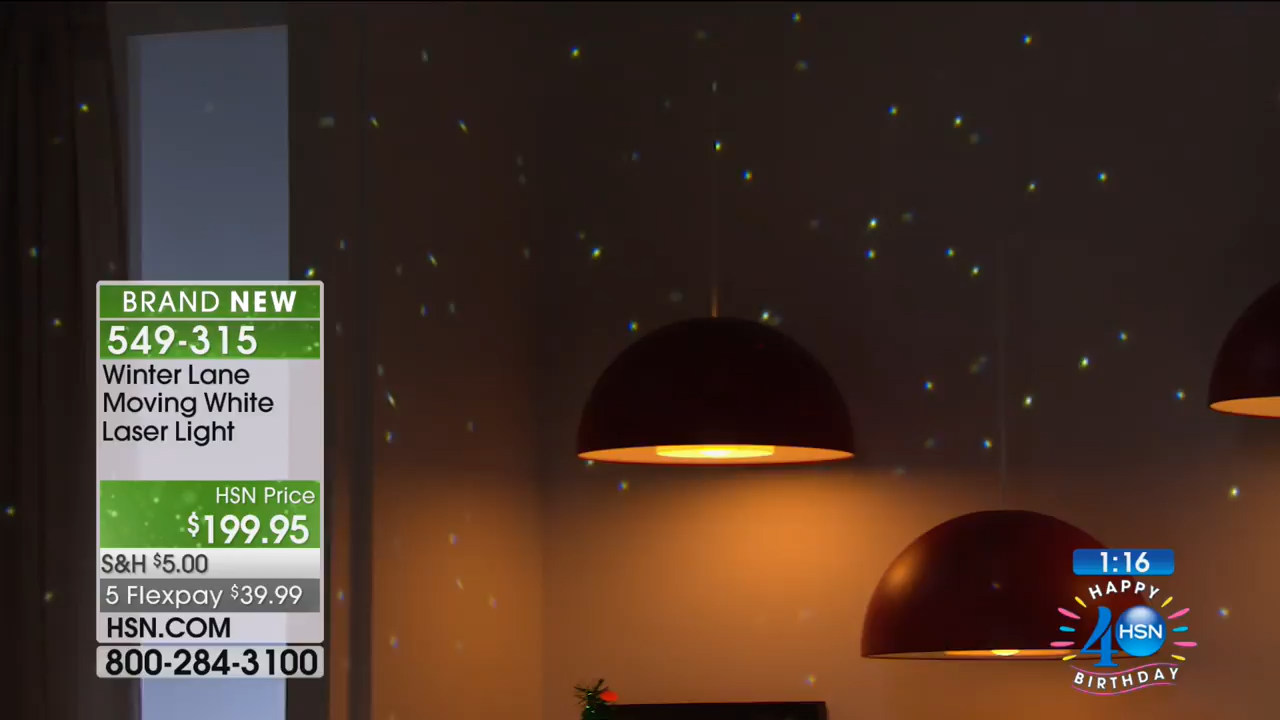 BRAND NEW
549-315
Winter Lane
Moving White
Laser Light
HSN Price
$199.95
S&H $5.00
5 Flexpay $39.99
HSN.COM
800-284-3100
1:16
HAPPY
40 HSN
BIRTHDAY